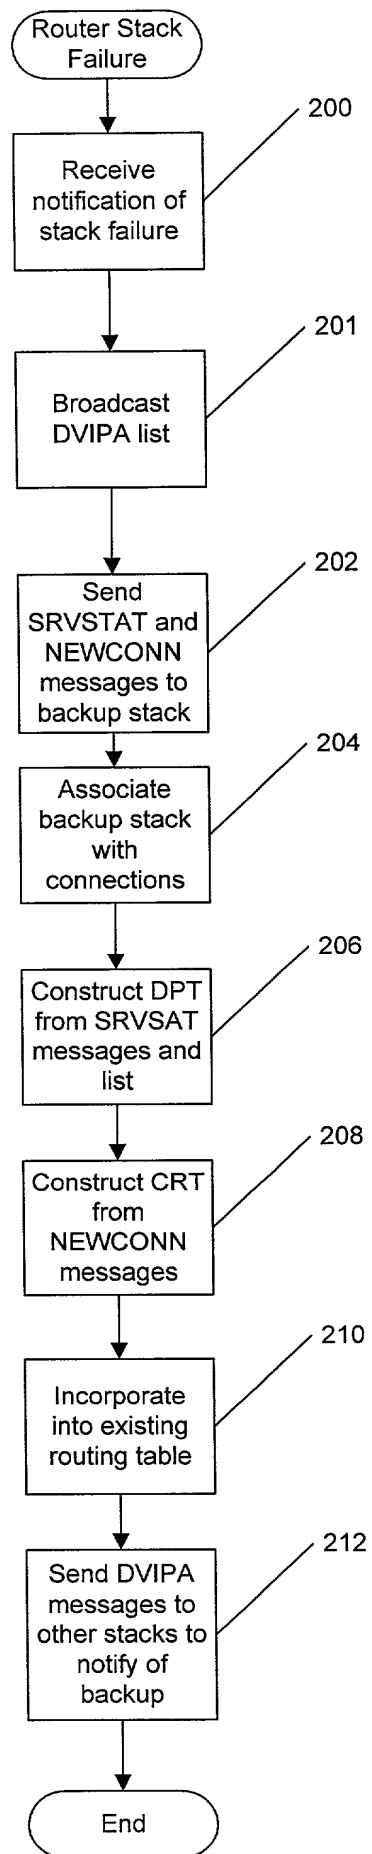 Router Stack
Failure
200
Receive
notification of
stack failure
201
Broadcast
DVIPA list
202
Send
SRVSTAT and
NEWCONN
messages to
backup stack
204
Associate
backup stack
with
connections
206
Construct DPT
from SRVSAT
messages and
list
208
Construct CRT
from
NEWCONN
messages
210
Incorporate
into existing
routing table
212
Send DVIPA
messages to
other stacks to
notify of
backup
End